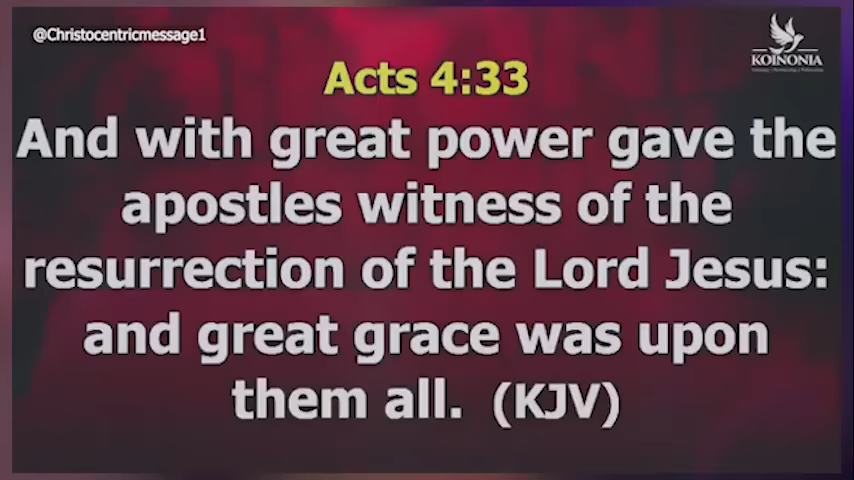 @Christocentricmessage1
KOINONIA
Acts 4:33
And with great power gave the
apostles witness of the
resurrection of the Lord Jesus:
and great grace was upon
them all. (KJV)